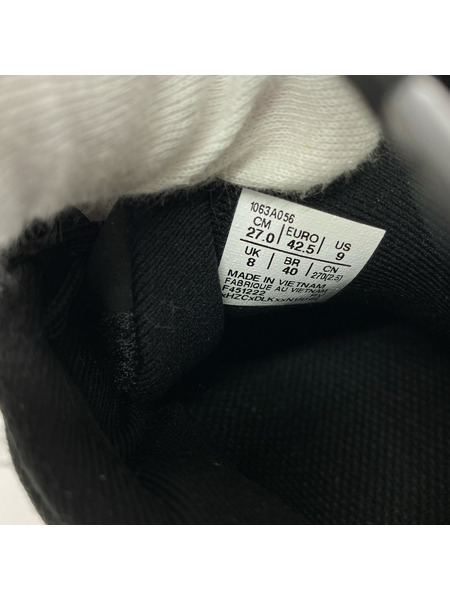 1063A056
CM EURO US
27.0 42.5 9
UK BR CN
8 40 270(2.5)
MADE IN VIETNAM
FABRIQUE AU VIETNAM
F451222